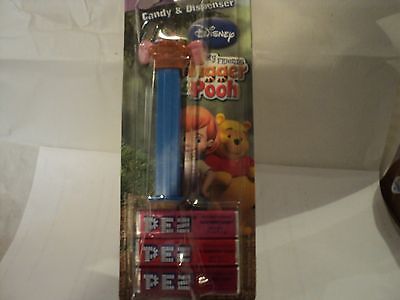 Candy & Dispenser
Disney
My Friends
Tigger
& Pooh
PEZ
PEZ
PEZ